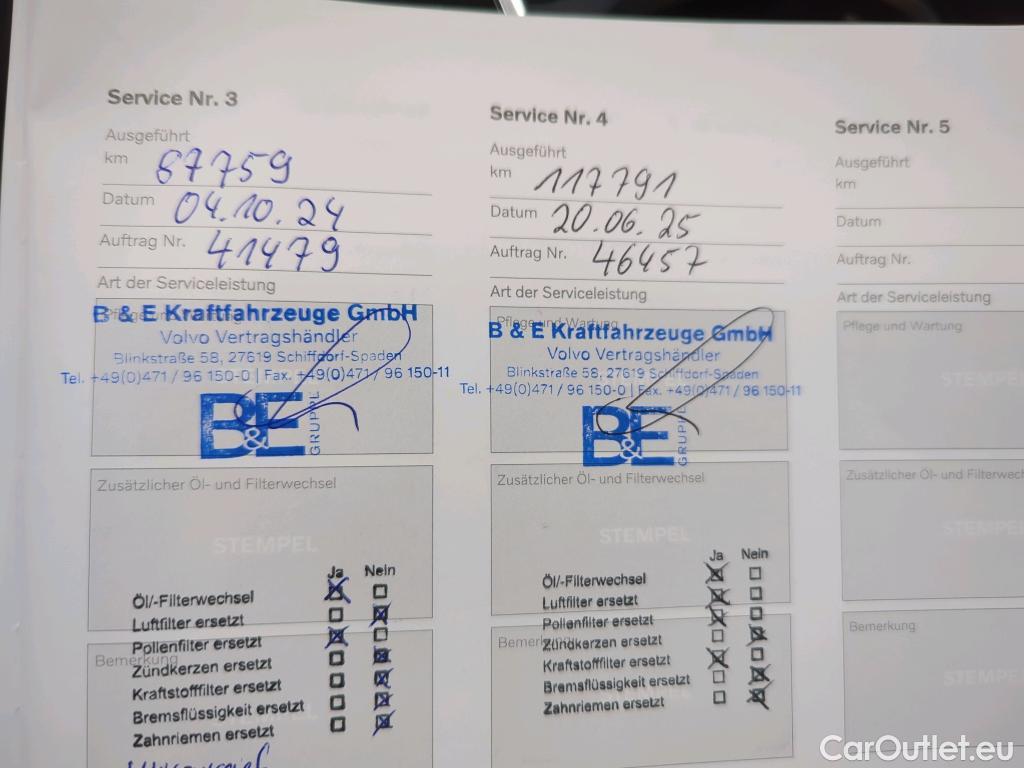 Service Nr. 3
Ausgeführt
km 87759
Datum 04.10.24
Auftrag Nr. 41479
Art der Serviceleistung
Pflege und Wartung
B & E Kraftfahrzeuge GmbH
Volvo Vertragshändler
Blinkstraße 58, 27619 Schiffdorf-Spaden
Tel. +49(0)471 / 96 150-0 | Fax. +49(0)471 / 96 150-11
B&E
GRUPPE
Zusätzlicher Öl- und Filterwechsel
STEMPEL
Ja Nein
Öl/-Filterwechsel
Luftfilter ersetzt
Pollenfilter ersetzt
Bemerkung
Zündkerzen ersetzt
Kraftstofffilter ersetzt
Bremsflüssigkeit ersetzt
Zahnriemen ersetzt
Service Nr. 4
Ausgeführt
km 117791
Datum 20.06.25
Auftrag Nr. 46457
Art der Serviceleistung
Pflege und Wartung
B & E Kraftfahrzeuge GmbH
Volvo Vertragshändler
Blinkstraße 58, 27619 Schiffdorf-Spaden
Tel. +49(0)471 / 96 150-0 | Fax. +49(0)471 / 96 150-11
B&E
GRUPPE
Zusätzlicher Öl- und Filterwechsel
STEMPEL
Ja Nein
Öl/-Filterwechsel
Luftfilter ersetzt
Pollenfilter ersetzt
Bemerkung
Zündkerzen ersetzt
Kraftstofffilter ersetzt
Bremsflüssigkeit ersetzt
Zahnriemen ersetzt
Service Nr. 5
Ausgeführt
km
Datum
Auftrag Nr.
Art der Serviceleistung
Pflege und Wartung
STEMPEL
Zusätzlicher Öl- und Filterwech
STEMPEL
Bemerkung
STEMPEL
CarOutlet.eu